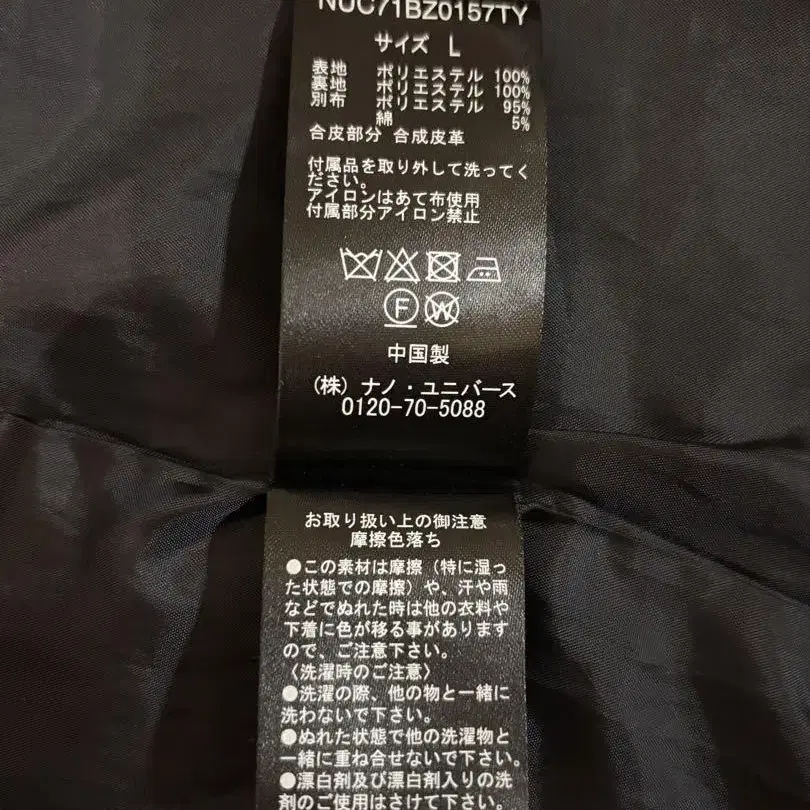 NUC71BZ0157TY
サイズ L
表地 ポリエステル 100%
裏地 ポリエステル 100%
別布 ポリエステル 95%
綿 5%
合皮部分 合成皮革
付属品を取り外して洗ってく
ださい。
アイロンはあて布使用
付属部分アイロン禁止
F W
中国製
(株) ナノ・ユニバース
0120-70-5088
お取り扱い上の御注意
摩擦色落ち
●この素材は摩擦(特に湿っ
た状態での摩擦)や、汗や雨
などでぬれた時は他の衣料や
下着に色が移る事があります
ので、ご注意下さい。
〈洗濯時のご注意〉
●洗濯の際、他の物と一緒に
洗わないで下さい。
●ぬれた状態で他の洗濯物と
一緒に重ね合せないで下さい。
●漂白剤及び漂白剤入りの洗
剤のご使用はさけて下さい。